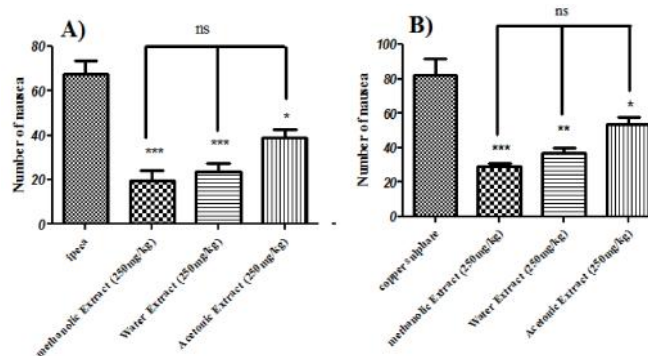 A)
ns
80
60
40
20
0
Number of nausea
***
***
*
ipeca
methanolic Extract (250mg/kg)
Water Extract (250mg/kg)
Acetonic Extract (250 mg/kg)
B)
ns
100
80
60
40
20
0
Number of nausea
***
**
*
copper sulphate
methanolic Extract (250mg/kg)
Water Extract (250mg/kg)
Acetonic Extract (250mg/kg)